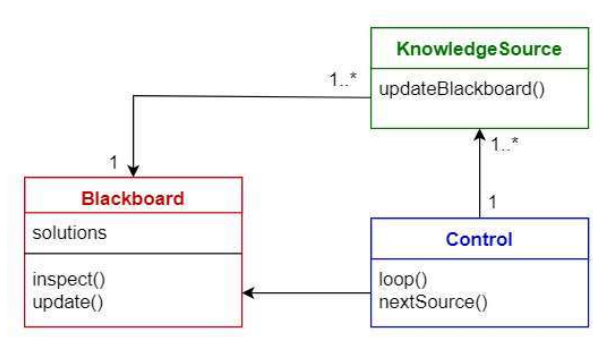 KnowledgeSource
updateBlackboard()
1..*
1..*
1
1
Blackboard
solutions
inspect()
update()
Control
loop()
nextSource()